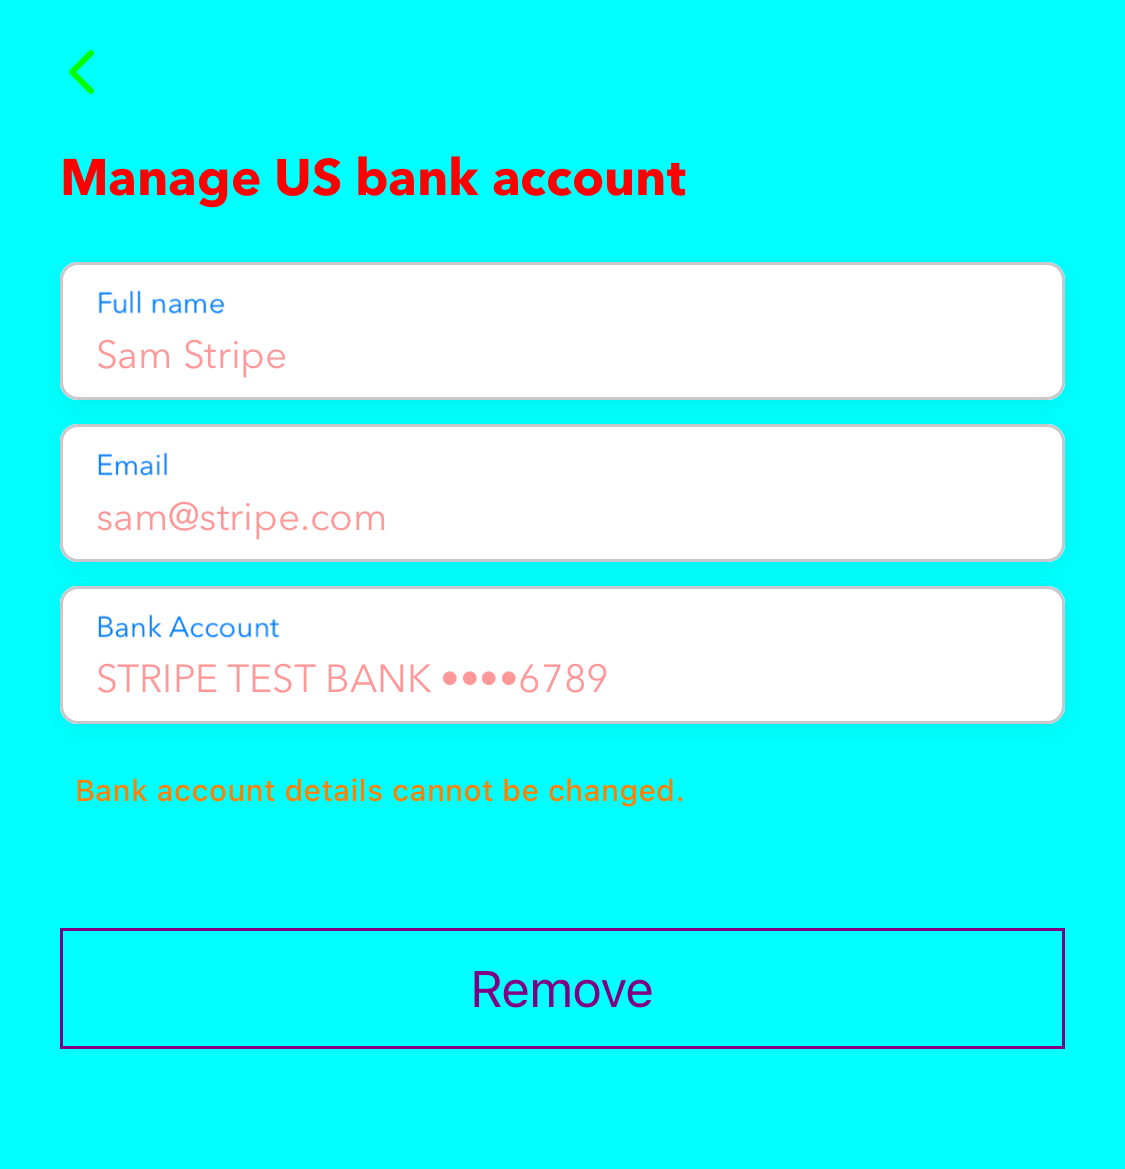 Manage US bank account
Full name
Sam Stripe
Email
sam@stripe.com
Bank Account
STRIPE TEST BANK ••••6789
Bank account details cannot be changed.
Remove